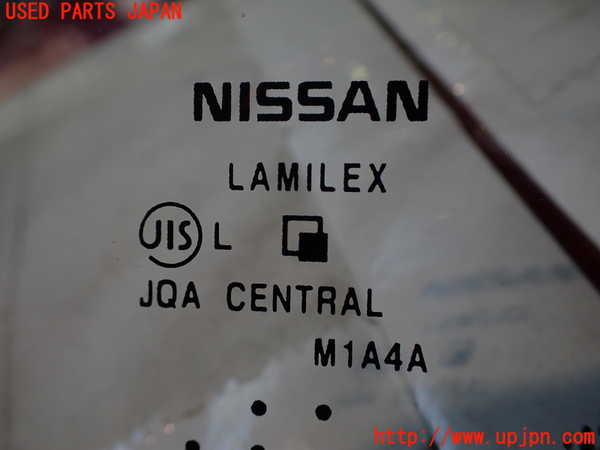 USED PARTS JAPAN
NISSAN
LAMILEX
JIS L
JQA CENTRAL
M1A4A
http://www.upjpn.com